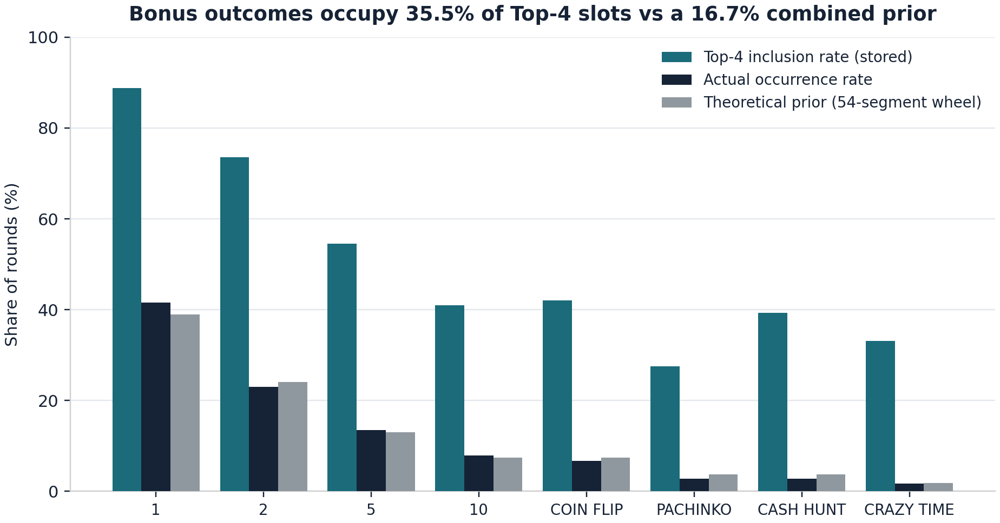 Bonus outcomes occupy 35.5% of Top-4 slots vs a 16.7% combined prior
Top-4 inclusion rate (stored)
Actual occurrence rate
Theoretical prior (54-segment wheel)
Share of rounds (%)
100
80
60
40
20
0
1 2 5 10 COIN FLIP PACHINKO CASH HUNT CRAZY TIME